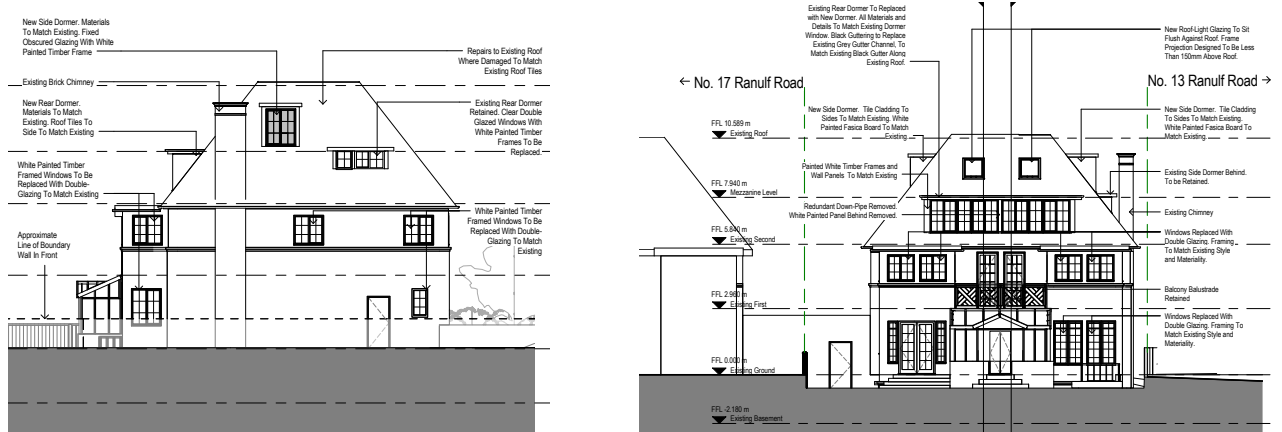 New Side Dormer. Materials
To Match Existing. Fixed
Obscured Glazing With White
Painted Timber Frame
Existing Brick Chimney
New Rear Dormer.
Materials To Match
Existing. Roof Tiles To
Side To Match Existing
White Painted Timber
Framed Windows To Be
Replaced With Double-
Glazing To Match Existing
Approximate
Line of Boundary
Wall In Front
Repairs to Existing Roof
Where Damaged To Match
Existing Roof Tiles
Existing Rear Dormer
Retained. Clear Double
Glazed Windows With
White Painted Timber
Frames To Be
Replaced.
White Painted Timber
Framed Windows To Be
Replaced With Double-
Glazing To Match
Existing
Existing Rear Dormer To Replaced
with New Dormer. All Materials and
Details To Match Existing Dormer
Window. Black Guttering to Replace
Existing Grey Gutter Channel, To
Match Existing Black Gutter Along
Existing Roof.
← No. 17 Ranulf Road
No. 13 Ranulf Road →
New Side Dormer. Tile Cladding To
Sides To Match Existing. White
Painted Fasica Board To Match
Existing
Painted White Timber Frames and
Wall Panels To Match Existing
Redundant Down-Pipe Removed.
White Painted Panel Behind Removed.
FFL 10.589 m
Existing Roof
FFL 7.940 m
Mezzanine Level
FFL 5.840 m
Existing Second
FFL 2.960 m
Existing First
FFL 0.000 m
Existing Ground
FFL -2.180 m
Existing Basement
New Roof-Light Glazing To Sit
Flush Against Roof. Frame
Projection Designed To Be Less
Than 150mm Above Roof.
New Side Dormer. Tile Cladding
To Sides To Match Existing.
White Painted Fasica Board To
Match Existing.
Existing Side Dormer Behind.
To be Retained.
Existing Chimney
Windows Replaced With
Double Glazing. Framing
To Match Existing Style
and Materiality.
Balcony Balustrade
Retained
Windows Replaced With
Double Glazing. Framing To
Match Existing Style and
Materiality.